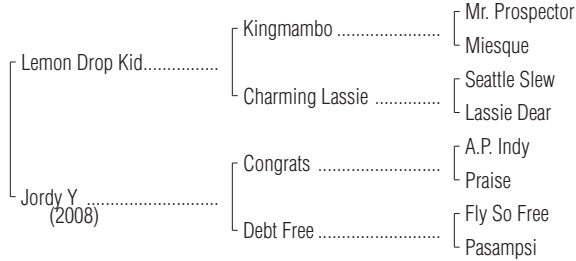 Mr. Prospector
Kingmambo ....................
Miesque
Lemon Drop Kid...............
Seattle Slew
Charming Lassie .............
Lassie Dear
A.P. Indy
Congrats ........................
Praise
Jordy Y ..........................
(2008)
Fly So Free
Debt Free ........................
Pasampsi